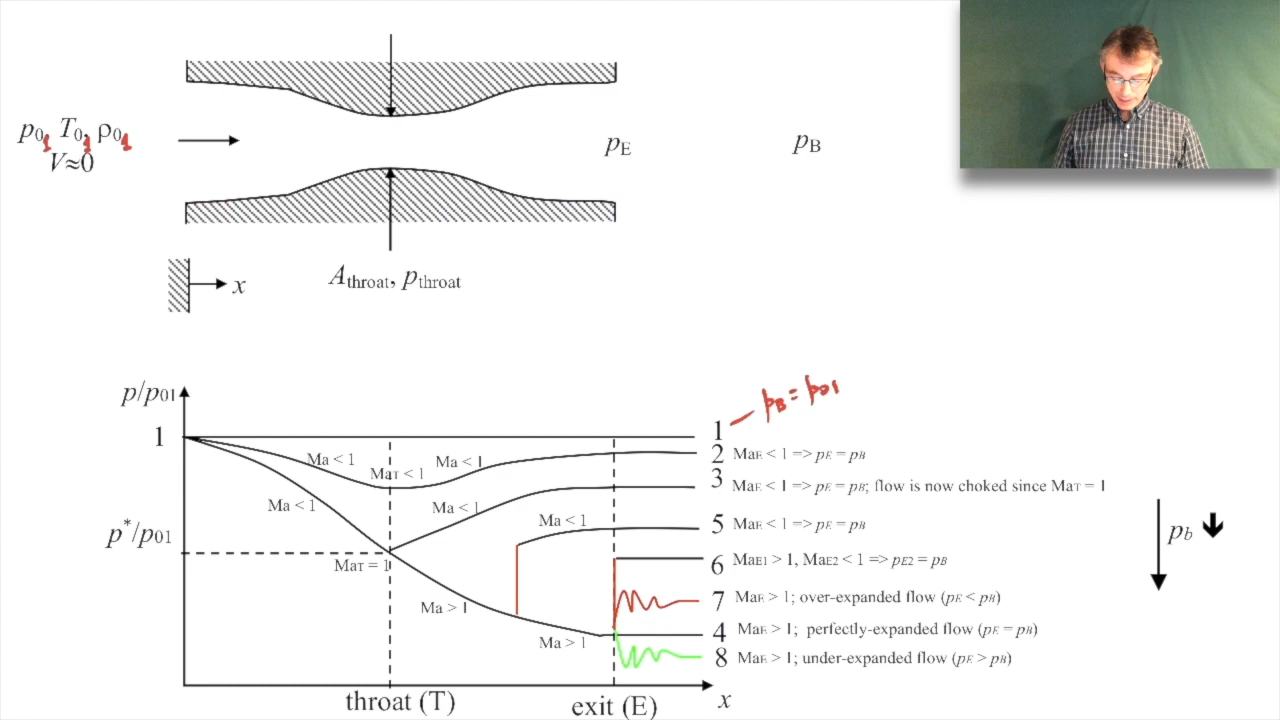 p01, T01, ρ01
V≈0
pE
pB
x
Athroat, pthroat
p/p01
pB = p01
1
1
2 MaE < 1 => pE = pB
Ma < 1
MaT < 1
Ma < 1
3 MaE < 1 => pE = pB; flow is now choked since MaT = 1
Ma < 1
Ma < 1
Ma < 1
5 MaE < 1 => pE = pB
pb 🡫
p*/p01
MaT = 1
6 MaE1 > 1, MaE2 < 1 => pE2 = pB
Ma > 1
7 MaE > 1; over-expanded flow (pE < pB)
Ma > 1
4 MaE > 1; perfectly-expanded flow (pE = pB)
8 MaE > 1; under-expanded flow (pE > pB)
throat (T)
exit (E)
x